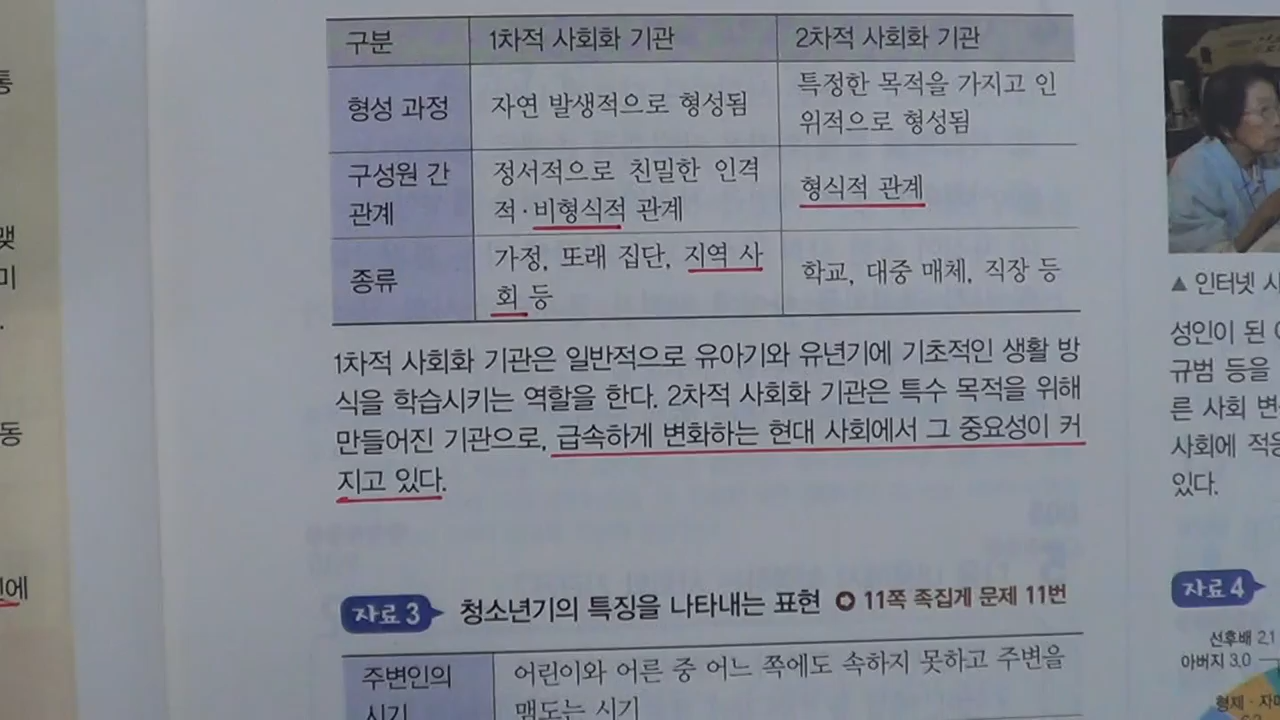 통
맺
미
동
에
구분 1차적 사회화 기관 2차적 사회화 기관
형성 과정 자연 발생적으로 형성됨 특정한 목적을 가지고 인
위적으로 형성됨
구성원 간 정서적으로 친밀한 인격 형식적 관계
관계 적·비형식적 관계
종류 가정, 또래 집단, 지역 사 학교, 대중 매체, 직장 등
회 등
1차적 사회화 기관은 일반적으로 유아기와 유년기에 기초적인 생활 방
식을 학습시키는 역할을 한다. 2차적 사회화 기관은 특수 목적을 위해
만들어진 기관으로, 급속하게 변화하는 현대 사회에서 그 중요성이 커
지고 있다.
자료 3 청소년기의 특징을 나타내는 표현 11쪽 족집게 문제 11번
주변인의 어린이와 어른 중 어느 쪽에도 속하지 못하고 주변을
시기 맴도는 시기
▲ 인터넷 사
성인이 된
규범 등을
른 사회 변
사회에 적응
있다.
자료 4
선후배 2.1
아버지 3.0
형제·자매